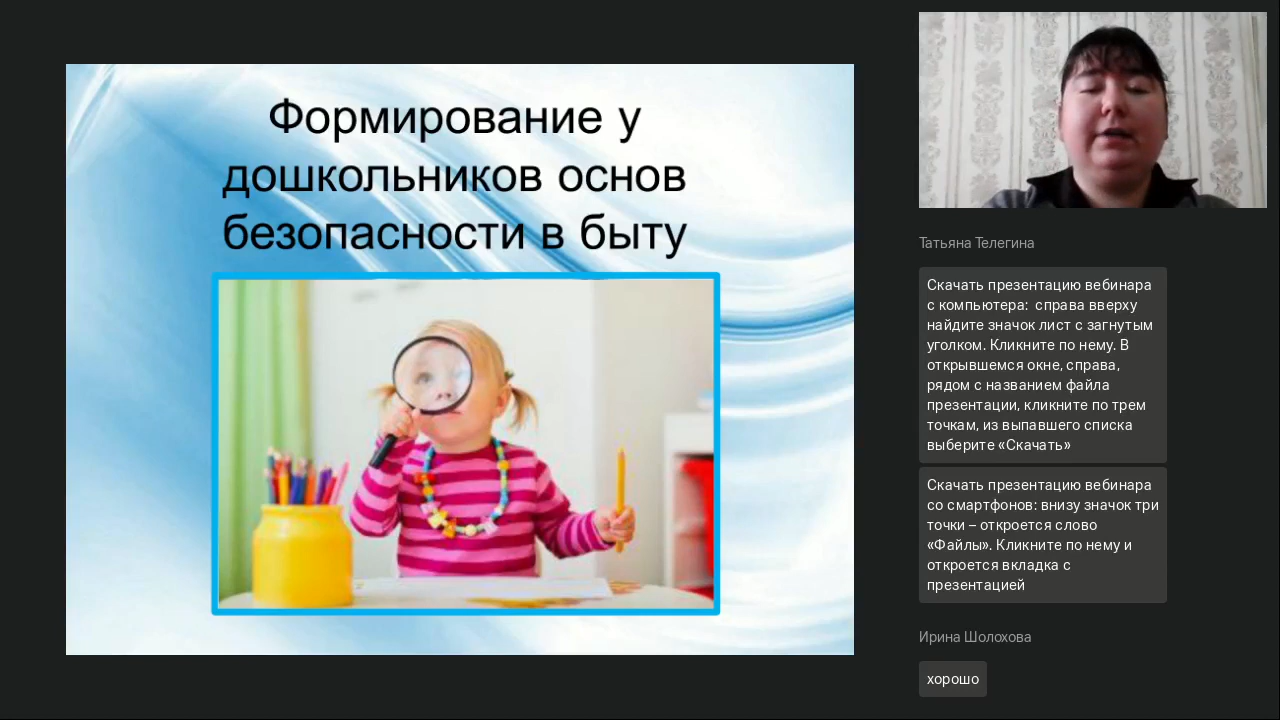 Формирование у
дошкольников основ
безопасности в быту
Татьяна Телегина
Скачать презентацию вебинара
с компьютера:  справа вверху
найдите значок лист с загнутым
уголком. Кликните по нему. В
открывшемся окне, справа,
рядом с названием файла
презентации, кликните по трем
точкам, из выпавшего списка
выберите «Скачать»
Скачать презентацию вебинара
со смартфонов: внизу значок три
точки – откроется слово
«Файлы». Кликните по нему и
откроется вкладка с
презентацией
Ирина Шолохова
хорошо